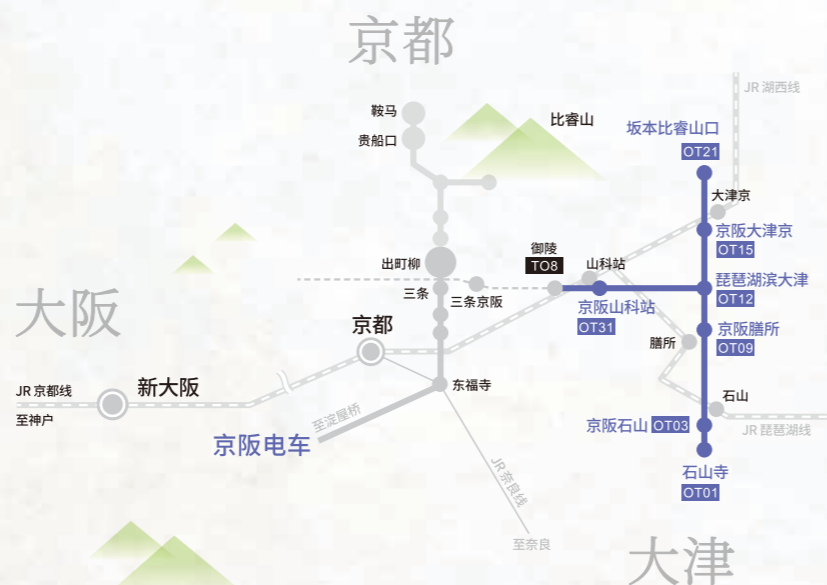 京都
JR 湖西线
鞍马
贵船口
比睿山
坂本比睿山口
OT21
大津京
京阪大津京
OT15
御陵
TO8
山科站
出町柳
三条
三条京阪
琵琶湖滨大津
OT12
京阪山科站
OT31
大阪
京都
京阪膳所
OT09
膳所
JR 京都线
至神户
新大阪
东福寺
石山
至淀屋桥
京阪电车
京阪石山 OT03
JR 琵琶湖线
石山寺
OT01
JR 奈良线
至奈良
大津